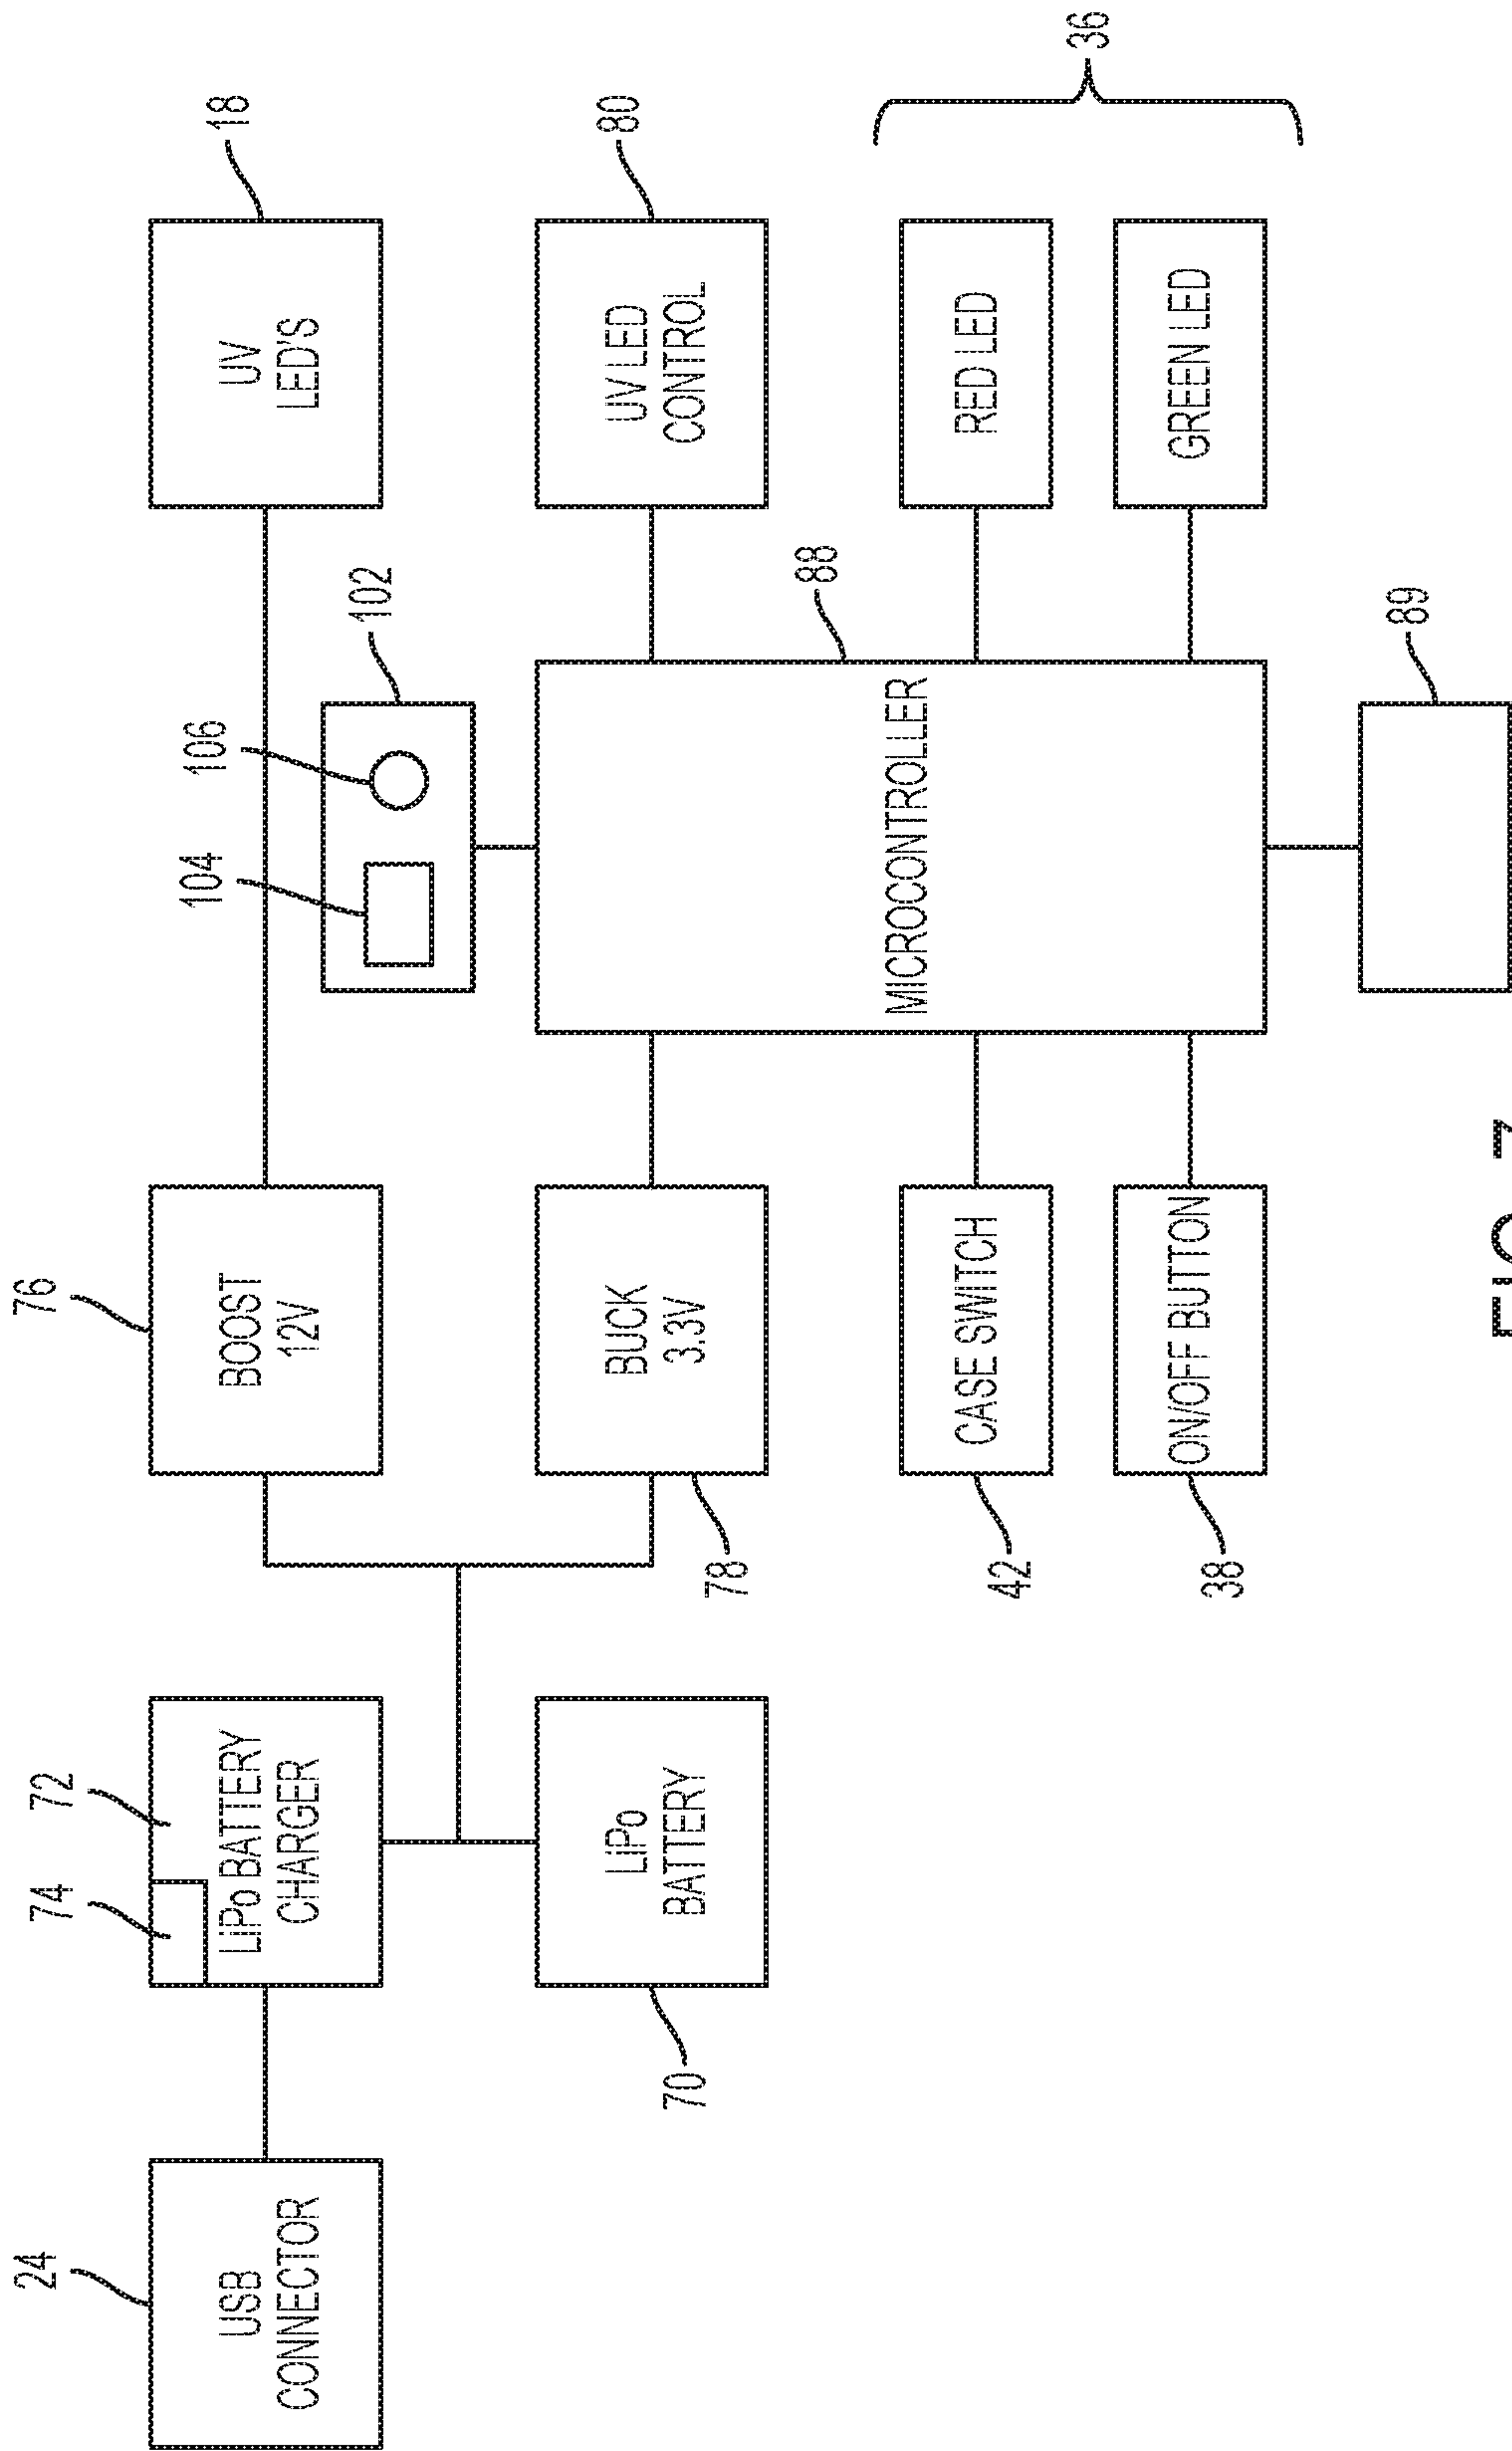 24
74
72
76
18
USB
CONNECTOR
LiPo BATTERY
CHARGER
BOOST
12V
UV
LED'S
104
106
102
70
LiPo
BATTERY
78
BUCK
3.3V
80
UV LED
CONTROL
88
MICROCONTROLLER
42
CASE SWITCH
RED LED
36
38
ON/OFF BUTTON
GREEN LED
89